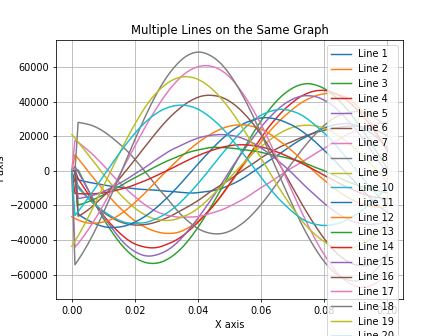 Multiple Lines on the Same Graph
60000
40000
20000
0
−20000
−40000
−60000
0.00
0.02
0.04
0.06
X axis
Line 1
Line 2
Line 3
Line 4
Line 5
Line 6
Line 7
Line 8
Line 9
Line 10
Line 11
Line 12
Line 13
Line 14
Line 15
Line 16
Line 17
Line 18
Line 19
Line 20